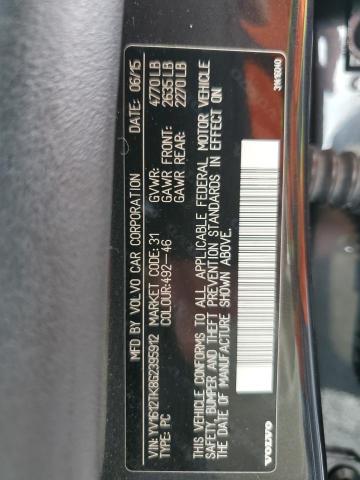 MFD BY VOLVO CAR CORPORATION DATE: 06/15
GVWR: 4770 LB
GAWR FRONT: 2635 LB
GAWR REAR: 2270 LB
VIN: YV1612TK8G2395912 MARKET CODE: 31
TYPE: PC COLOUR:492-46
THIS VEHICLE CONFORMS TO ALL APPLICABLE FEDERAL MOTOR VEHICLE
SAFETY, BUMPER, AND THEFT PREVENTION STANDARDS IN EFFECT ON
THE DATE OF MANUFACTURE SHOWN ABOVE.
VOLVO